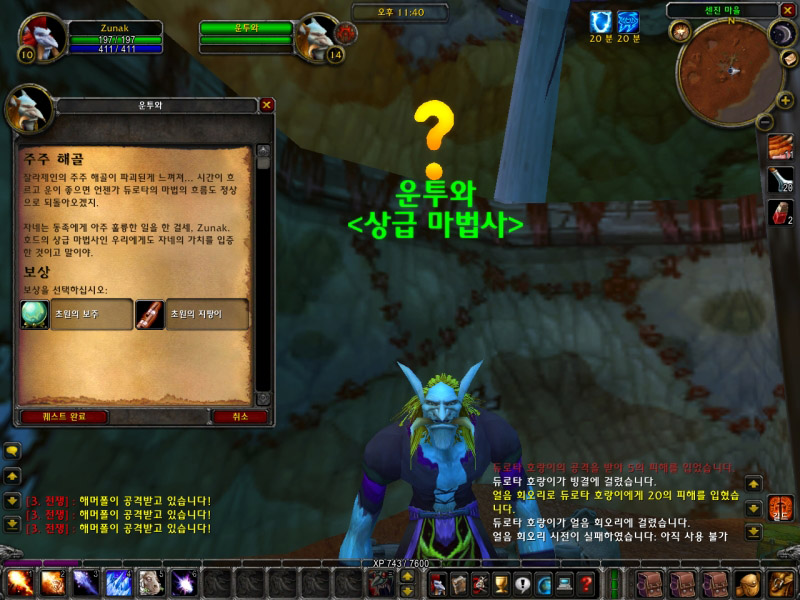 Zunak
197 / 197
411 / 411
10
운투와
14
오후 11:40
20 분 20 분
센진 마을
N
운투와
주주 해골
잘라제인의 주주 해골이 파괴된게 느껴져... 시간이 흐
르고 운이 좋으면 언젠가 듀로타의 마법의 흐름도 정상
으로 되돌아오겠지.
자네는 동족에게 아주 훌륭한 일을 한 걸세, Zunak.
호드의 상급 마법사인 우리에게도 자네의 가치를 입증
한 것이고 말이야.
보상
보상을 선택하십시오:
초원의 보주
초원의 지팡이
퀘스트 완료
취소
?
운투와
<상급 마법사>
20
2
[3. 전쟁] : 해머폴이 공격받고 있습니다!
[3. 전쟁] : 해머폴이 공격받고 있습니다!
[3. 전쟁] : 해머폴이 공격받고 있습니다!
듀로타 호랑이의 공격을 받아 5의 피해를 입었습니다.
듀로타 호랑이가 빙결에 걸렸습니다.
얼음 회오리로 듀로타 호랑이에게 20의 피해를 입혔습
니다.
듀로타 호랑이가 얼음 회오리에 걸렸습니다.
얼음 회오리 시전이 실패하였습니다: 아직 사용 불가
길드
XP 743 / 7600